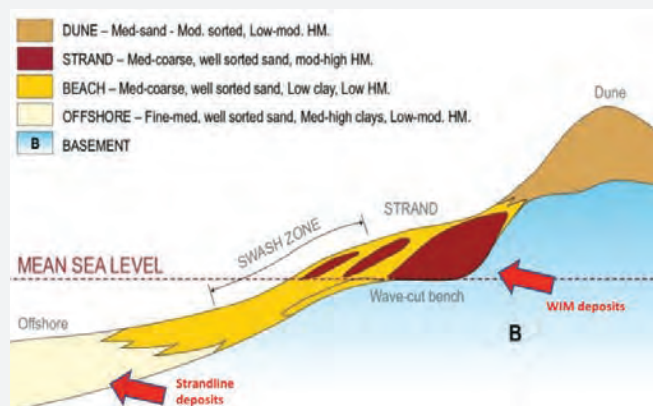 DUNE – Med-sand - Mod. sorted, Low-mod. HM.
STRAND – Med-coarse, well sorted sand, mod-high HM.
BEACH – Med-coarse, well sorted sand, Low clay, Low HM.
OFFSHORE – Fine-med, well sorted sand, Med-high clays, Low-mod. HM.
B BASEMENT
Dune
STRAND
SWASH ZONE
MEAN SEA LEVEL
Wave-cut bench
WIM deposits
Offshore
B
Strandline
deposits